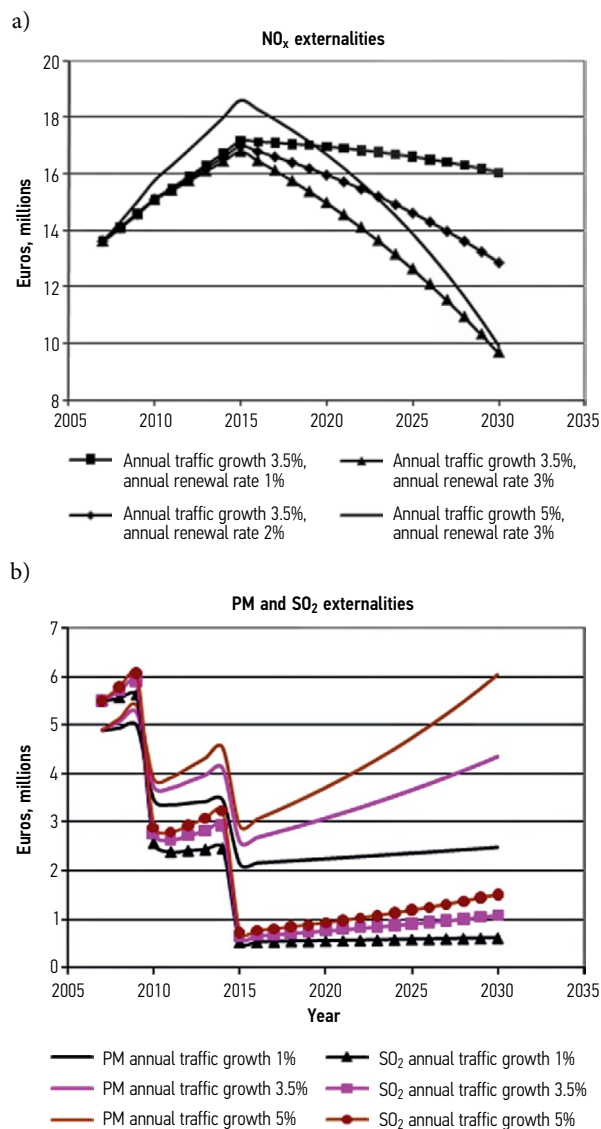 a)
NOx externalities
Euros, millions
20
18
16
14
12
10
8
2005 2010 2015 2020 2025 2030 2035
Annual traffic growth 3.5%,
annual renewal rate 1%
Annual traffic growth 3.5%,
annual renewal rate 3%
Annual traffic growth 3.5%,
annual renewal rate 2%
Annual traffic growth 5%,
annual renewal rate 3%
b)
PM and SO2 externalities
Euros, millions
7
6
5
4
3
2
1
0
2005 2010 2015 2020 2025 2030 2035
Year
PM annual traffic growth 1%
SO2 annual traffic growth 1%
PM annual traffic growth 3.5%
SO2 annual traffic growth 3.5%
PM annual traffic growth 5%
SO2 annual traffic growth 5%